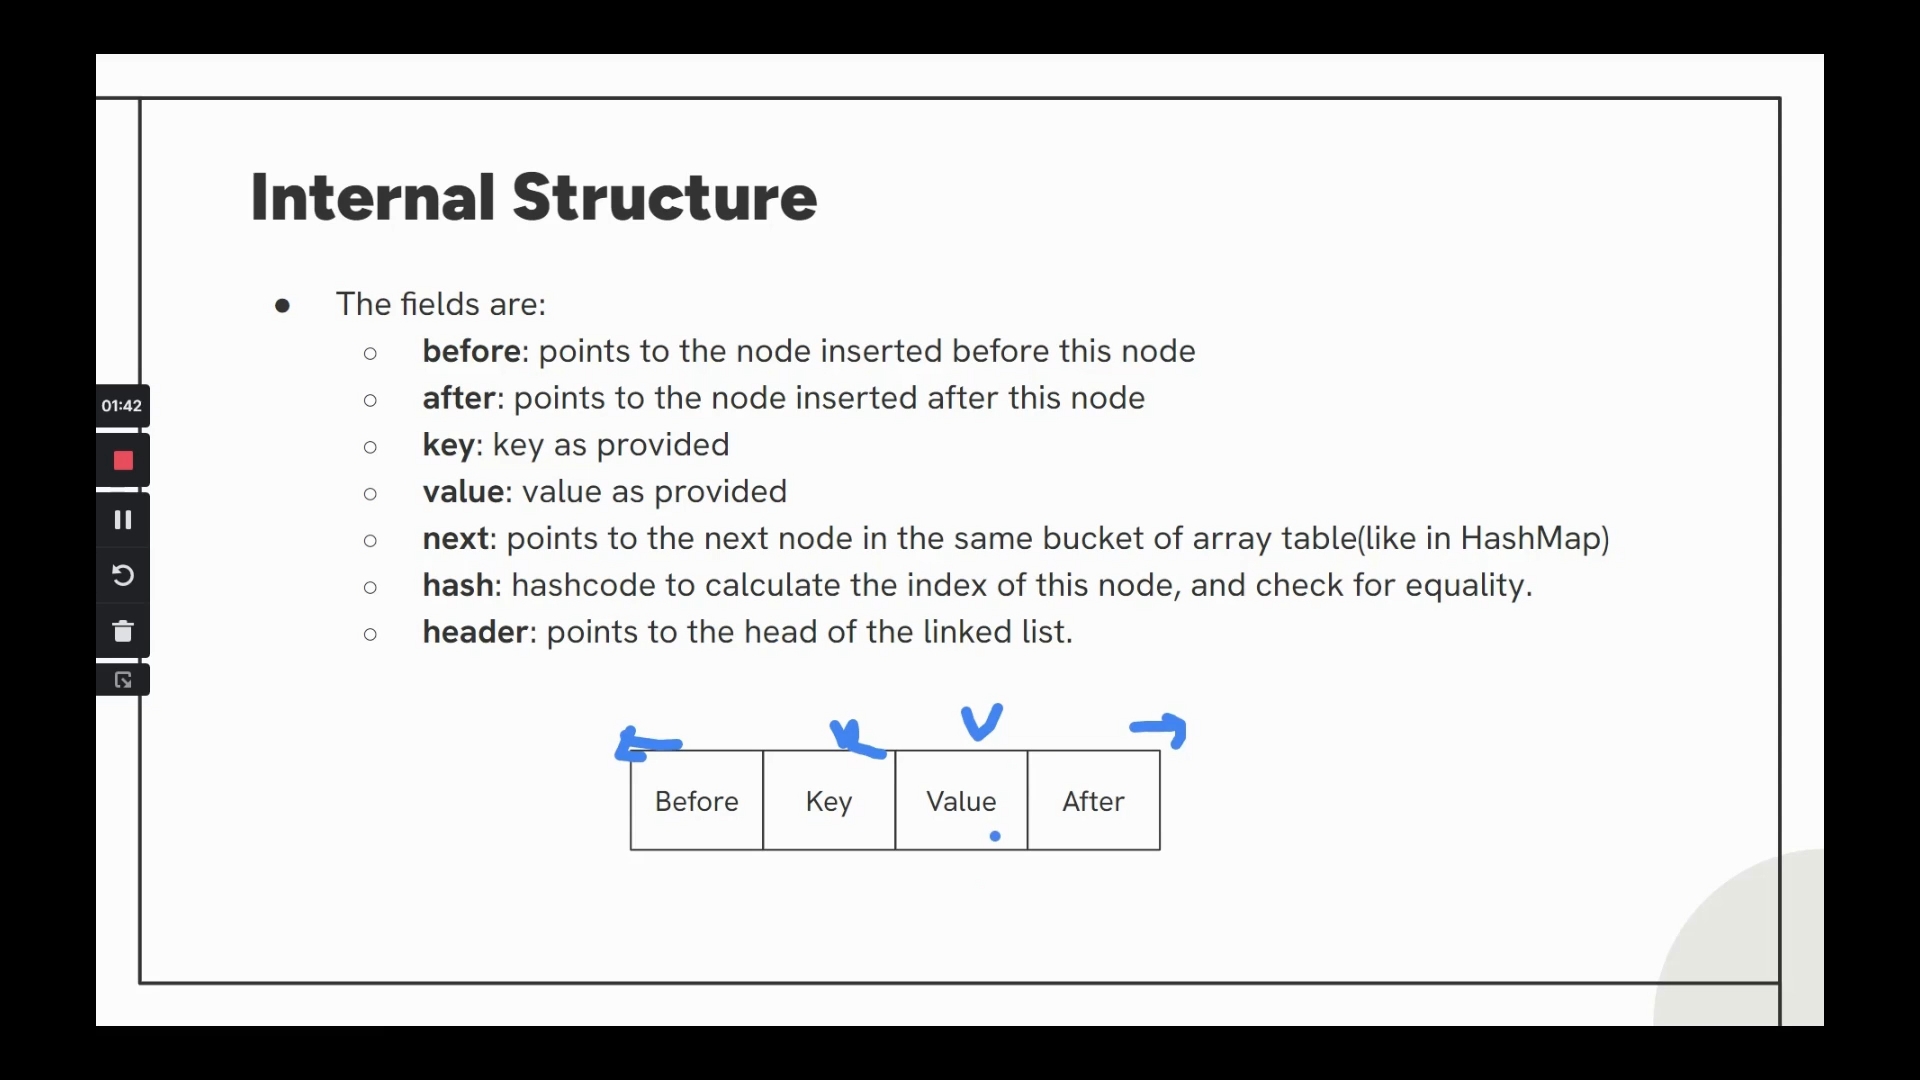 Internal Structure
● The fields are:
○ before: points to the node inserted before this node
○ after: points to the node inserted after this node
○ key: key as provided
○ value: value as provided
○ next: points to the next node in the same bucket of array table(like in HashMap)
○ hash: hashcode to calculate the index of this node, and check for equality.
○ header: points to the head of the linked list.
01:42
Before Key Value After